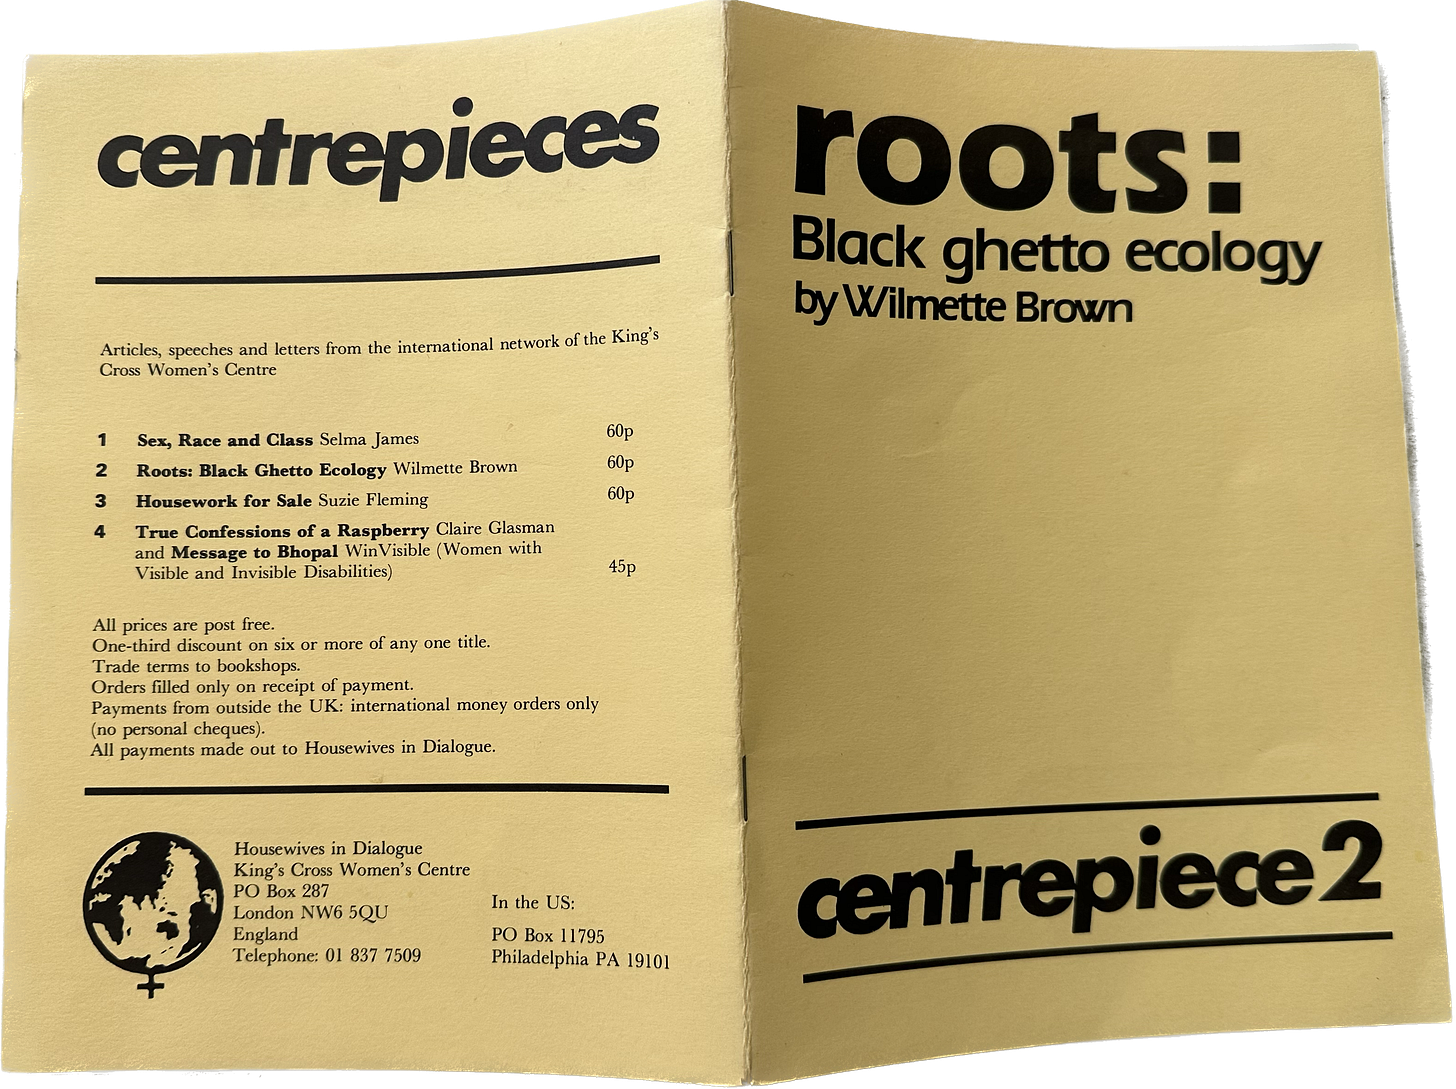 centrepieces
Articles, speeches and letters from the international network of the King's
Cross Women's Centre
1 Sex, Race and Class Selma James 60p
2 Roots: Black Ghetto Ecology Wilmette Brown 60p
3 Housework for Sale Suzie Fleming 60p
4 True Confessions of a Raspberry Claire Glasman
and Message to Bhopal WinVisible (Women with
Visible and Invisible Disabilities) 45p
All prices are post free.
One-third discount on six or more of any one title.
Trade terms to bookshops.
Orders filled only on receipt of payment.
Payments from outside the UK: international money orders only
(no personal cheques).
All payments made out to Housewives in Dialogue.
Housewives in Dialogue
King's Cross Women's Centre
PO Box 287
London NW6 5QU
England
Telephone: 01 837 7509
In the US:
PO Box 11795
Philadelphia PA 19101
roots:
Black ghetto ecology
by Wilmette Brown
centrepiece 2